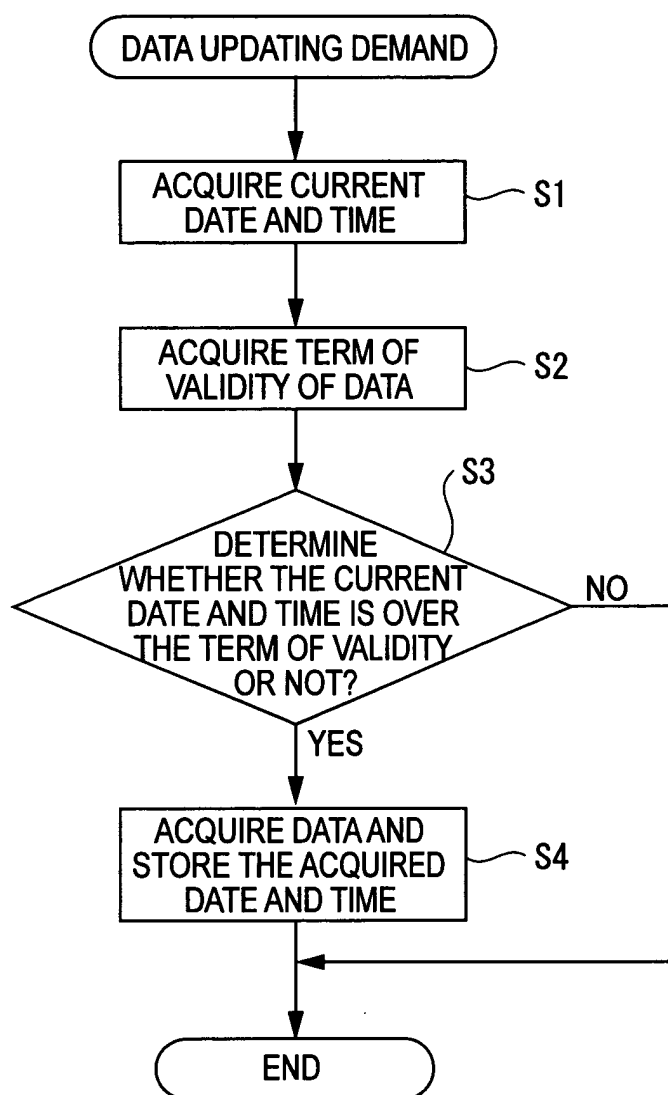 DATA UPDATING DEMAND
ACQUIRE CURRENT
DATE AND TIME
S1
ACQUIRE TERM OF
VALIDITY OF DATA
S2
S3
DETERMINE
WHETHER THE CURRENT
DATE AND TIME IS OVER
THE TERM OF VALIDITY
OR NOT?
NO
YES
ACQUIRE DATA AND
STORE THE ACQUIRED
DATE AND TIME
S4
END